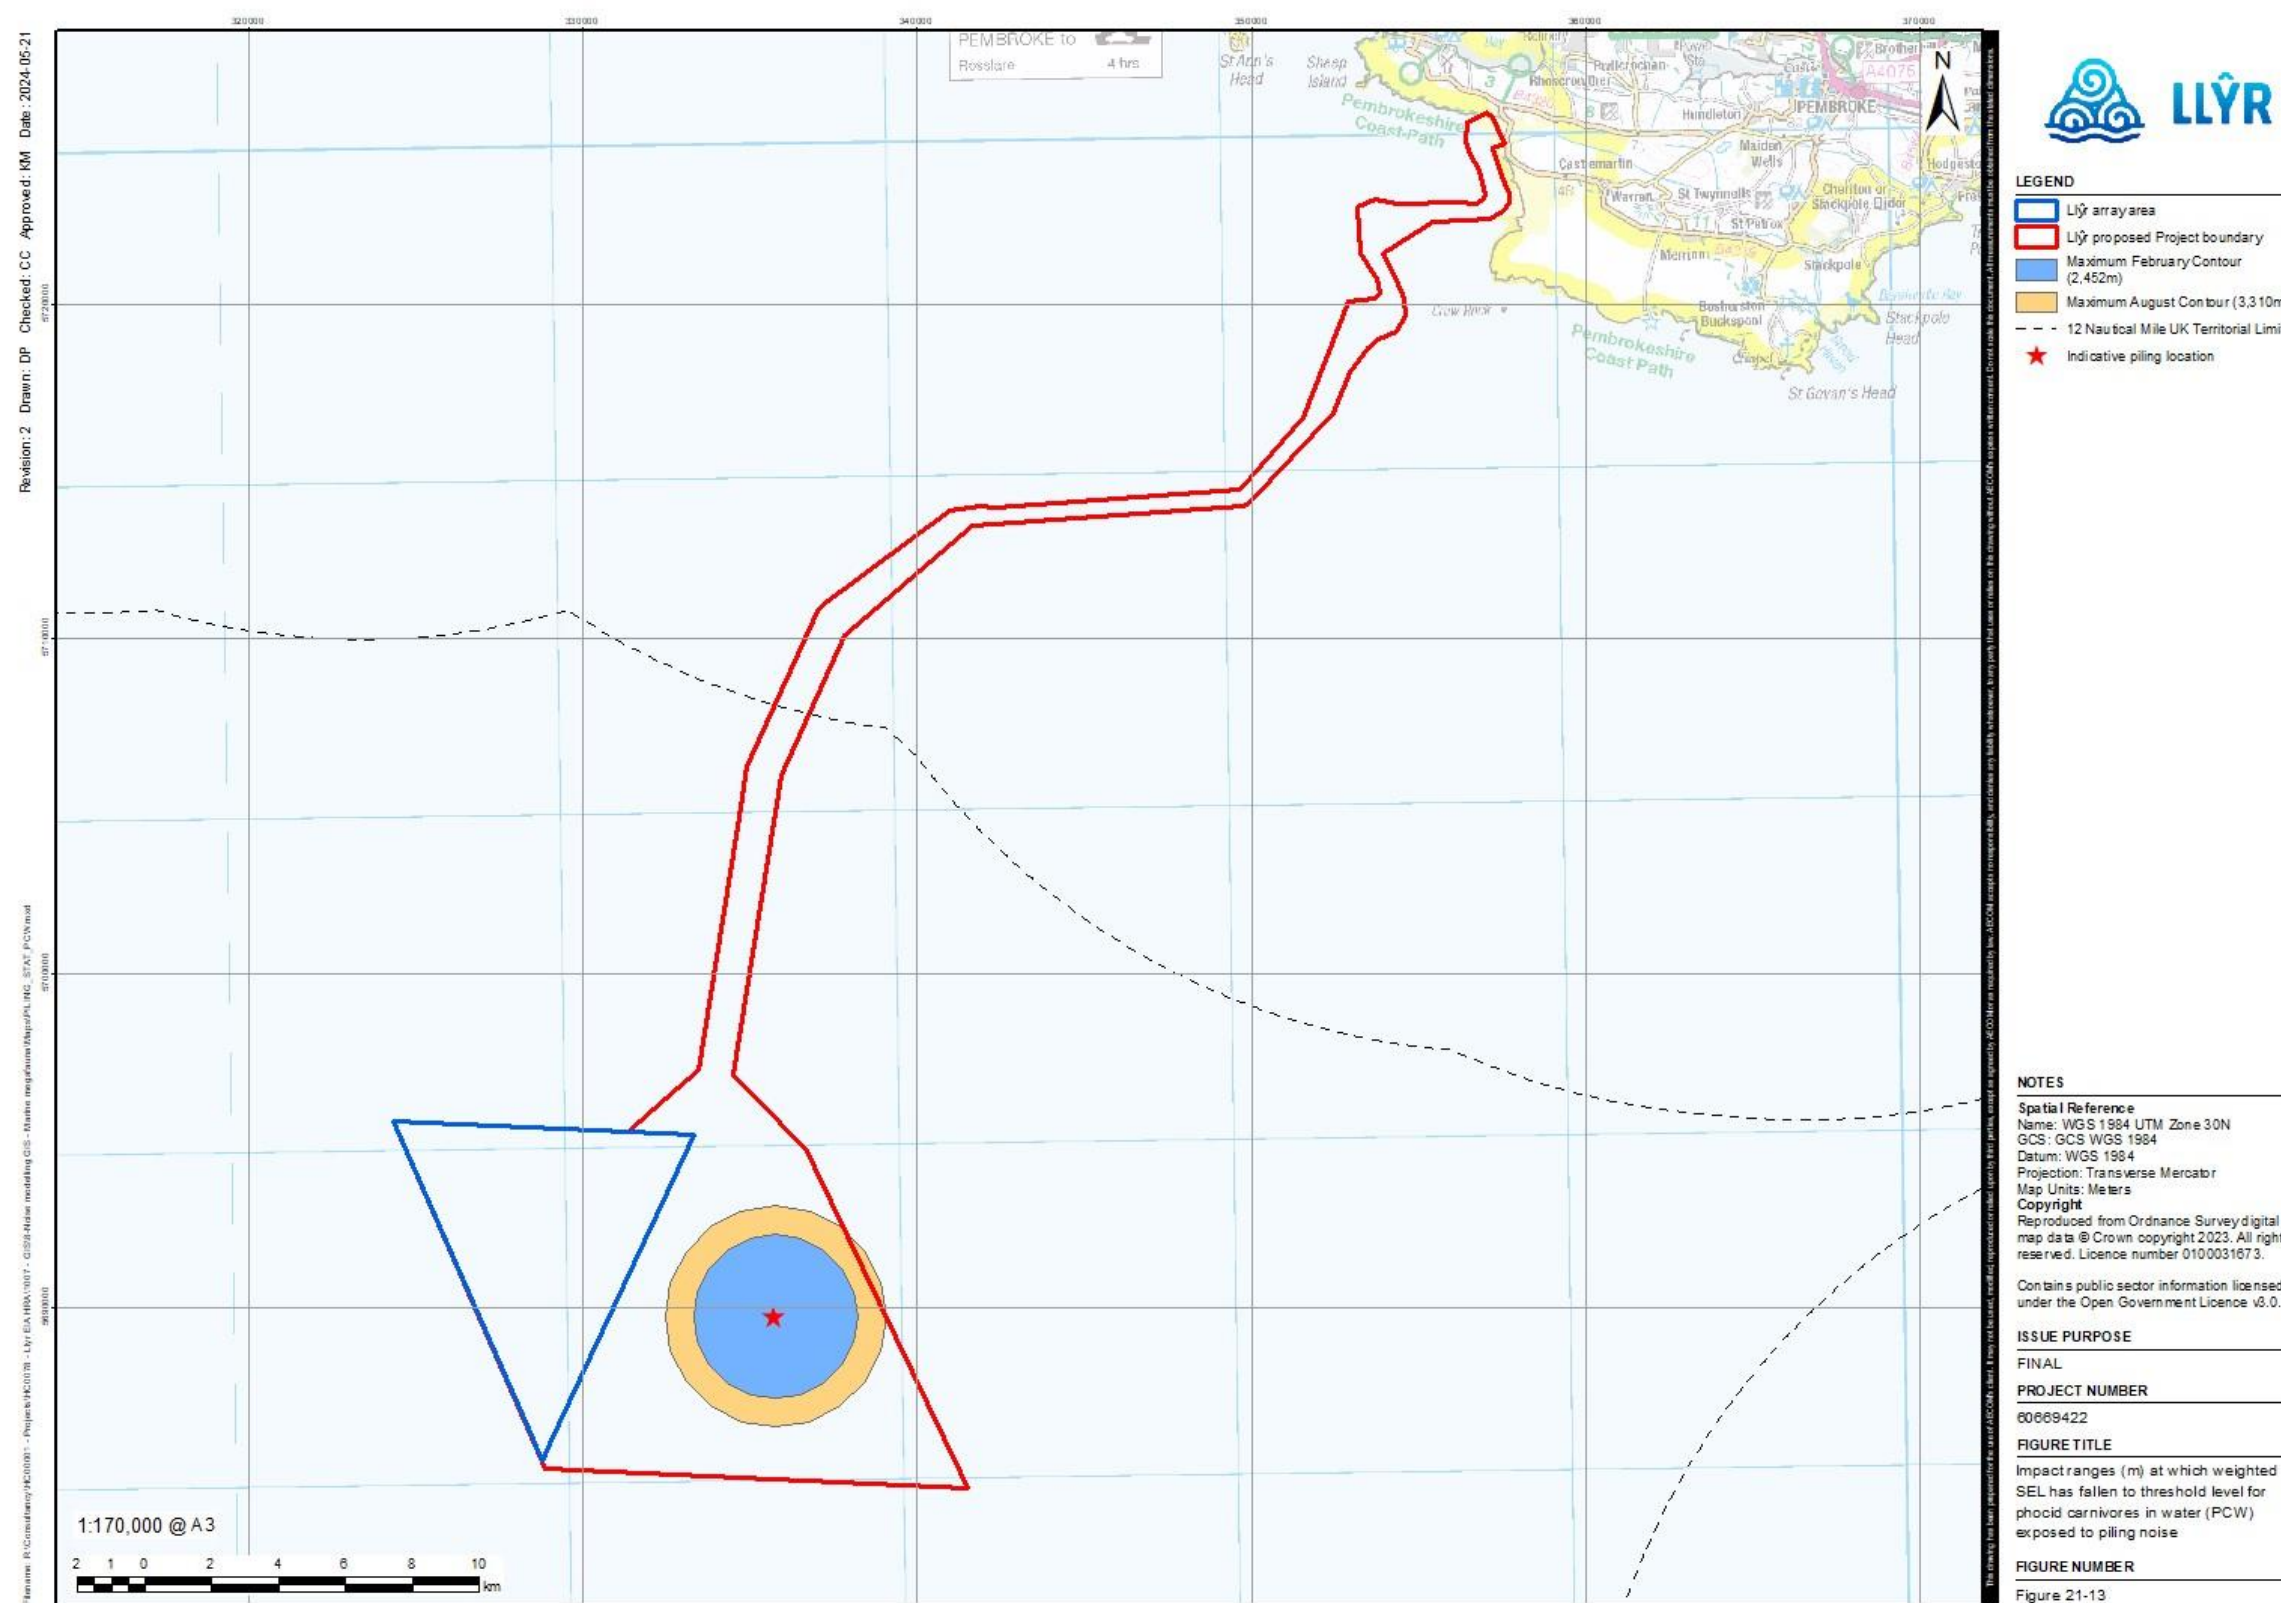 320000
330000
340000
350000
360000
370000
Revision: 2 Drawn: DP Checked: CC Approved: KM Date: 2024-05-21
5720000
5710000
5700000
5690000
PEMBROKE to
Rosslare 4 hrs
St Ann's
Head
Sheep
Island
Pembrokeshire
Coast Path
3
8
Rhoscrowther
Pwllcrochan
A4075
PEMBROKE
Hundleton
Maiden
Wells
Castlemartin
Warren
St Twynnells
St Petrox
Cheriton or
Stackpole Elidor
Merrion
Stackpole
Bosherston
Buckspool
Stackpole
Head
Crow Rock
Pembrokeshire
Coast Path
Chapel
St Govan's Head
N
1:170,000 @ A3
2 1 0 2 4 6 8 10
km
LLŶR
LEGEND
Llŷr array area
Llŷr proposed Project boundary
Maximum February Contour
(2,452m)
Maximum August Contour (3,310m
12 Nautical Mile UK Territorial Limi
Indicative piling location
NOTES
Spatial Reference
Name: WGS 1984 UTM Zone 30N
GCS: GCS WGS 1984
Datum: WGS 1984
Projection: Transverse Mercator
Map Units: Meters
Copyright
Reproduced from Ordnance Survey digital
map data © Crown copyright 2023. All right
reserved. Licence number 0100031673.
Contains public sector information licensed
under the Open Government Licence v3.0.
ISSUE PURPOSE
FINAL
PROJECT NUMBER
60669422
FIGURE TITLE
Impact ranges (m) at which weighted
SEL has fallen to threshold level for
phocid carnivores in water (PCW)
exposed to piling noise
FIGURE NUMBER
Figure 21-13